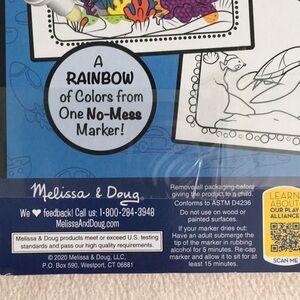 A
RAINBOW
of Colors from
One No-Mess
Marker!
Melissa & Doug
We ♥ feedback! Call us: 1-800-284-3948
MelissaAndDoug.com
Melissa & Doug products meet or exceed U.S. testing
standards and pass our high quality requirements.
© 2020 Melissa & Doug, LLC.
P.O. Box 590, Westport, CT 06881
Remove all packaging before
giving the product to a child.
Conforms to ASTM D4236
Do not use on wood or
painted surfaces.
If your marker dries out:
Have an adult submerge the
tip of the marker in rubbing
alcohol for 5 minutes. Re-cap
and allow it to sit for at
least 15 minutes.
LEARN
ABOUT
OUR PLAY
ALLIANCE
SCAN ME